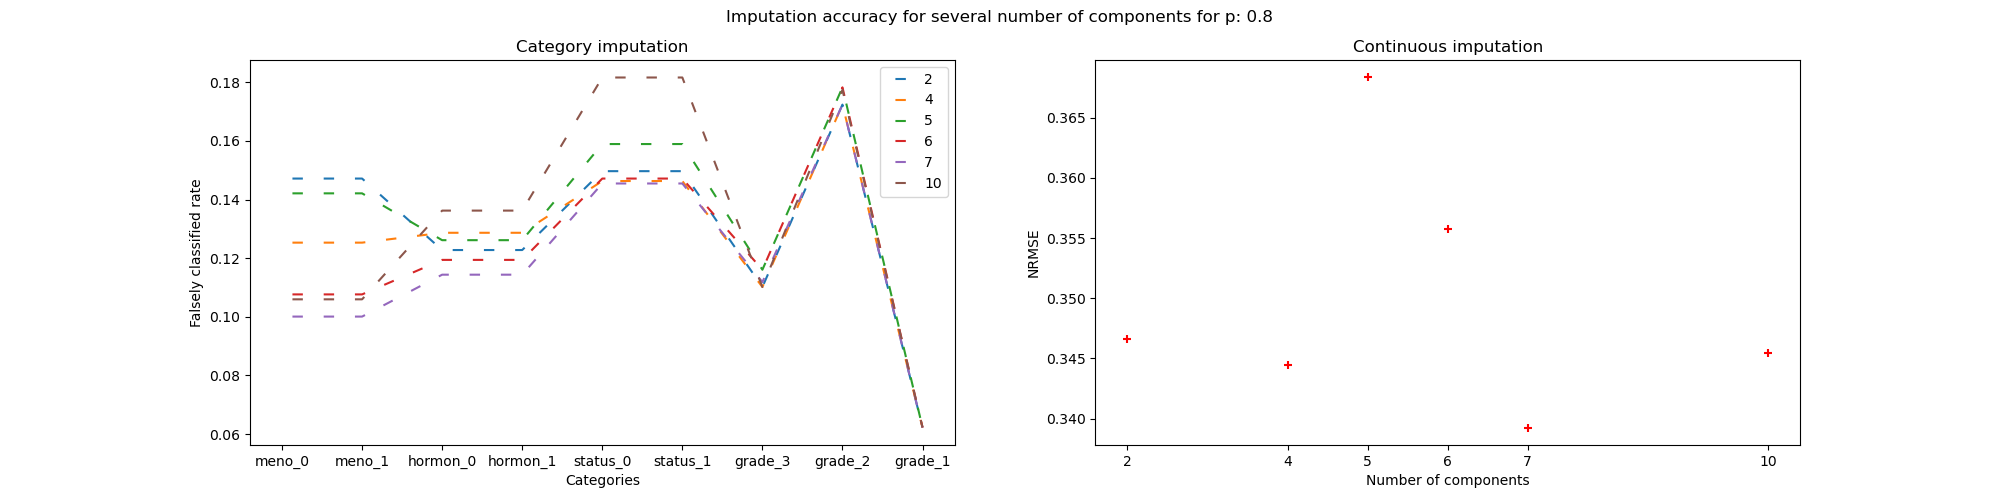 Imputation accuracy for several number of components for p: 0.8
Category imputation
Falsely classified rate
0.18
0.16
0.14
0.12
0.10
0.08
0.06
2
4
5
6
7
10
meno_0 meno_1 hormon_0 hormon_1 status_0 status_1 grade_3 grade_2 grade_1
Categories
Continuous imputation
NRMSE
0.365
0.360
0.355
0.350
0.345
0.340
2 4 5 6 7 10
Number of components